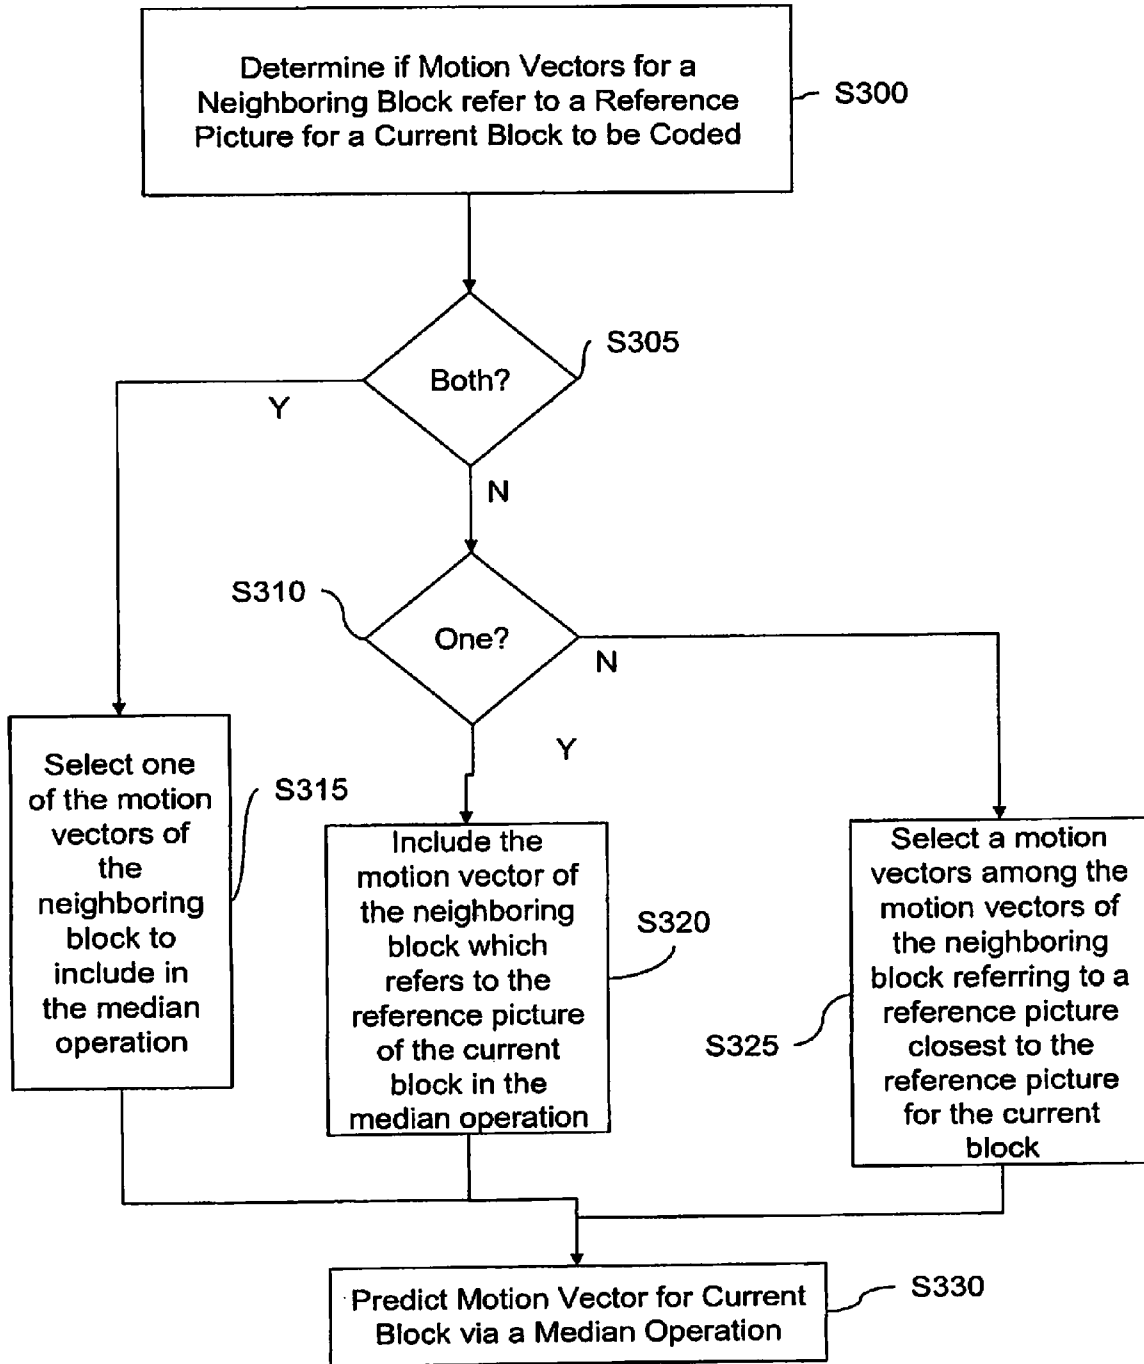 Determine if Motion Vectors for a
Neighboring Block refer to a Reference
Picture for a Current Block to be Coded
S300
Both?
S305
Y
N
S310
One?
N
Y
Select one
of the motion
vectors of
the
neighboring
block to
include in
the median
operation
S315
Include the
motion vector of
the neighboring
block which
refers to the
reference picture
of the current
block in the
median operation
S320
Select a motion
vectors among the
motion vectors of
the neighboring
block referring to a
reference picture
closest to the
reference picture
for the current
block
S325
Predict Motion Vector for Current
Block via a Median Operation
S330